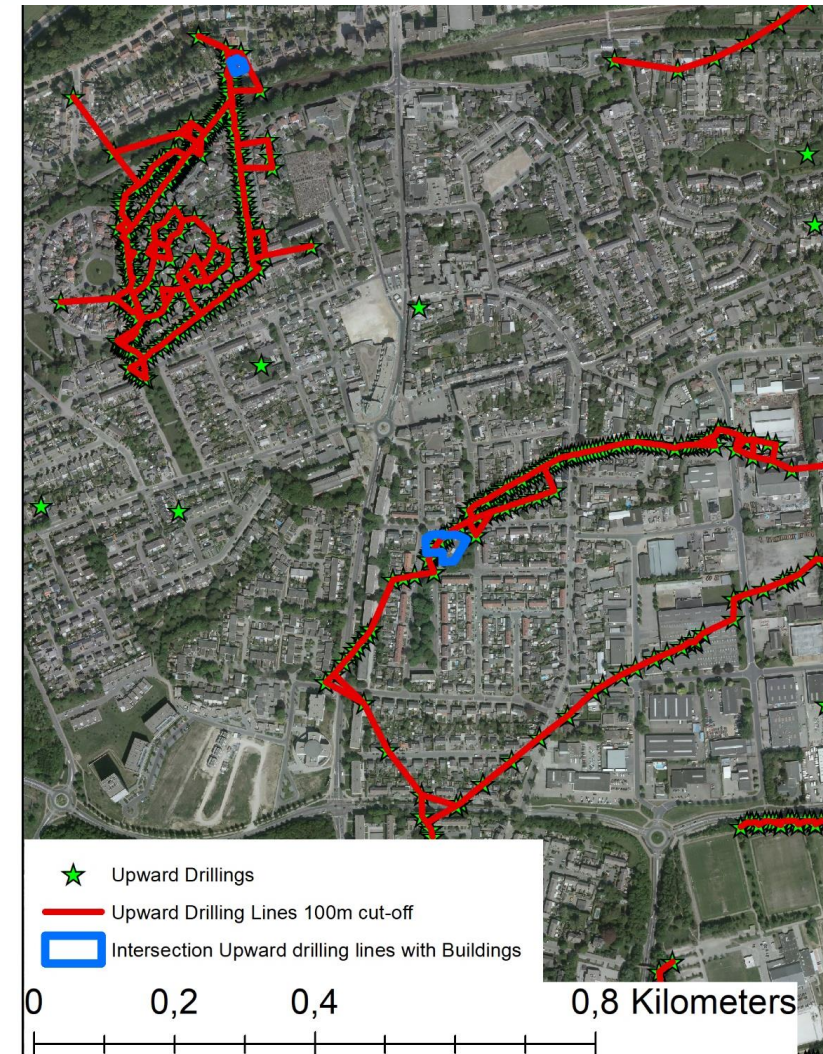 Upward Drillings
Upward Drilling Lines 100m cut-off
Intersection Upward drilling lines with Buildings
0 0,2 0,4 0,8 Kilometers